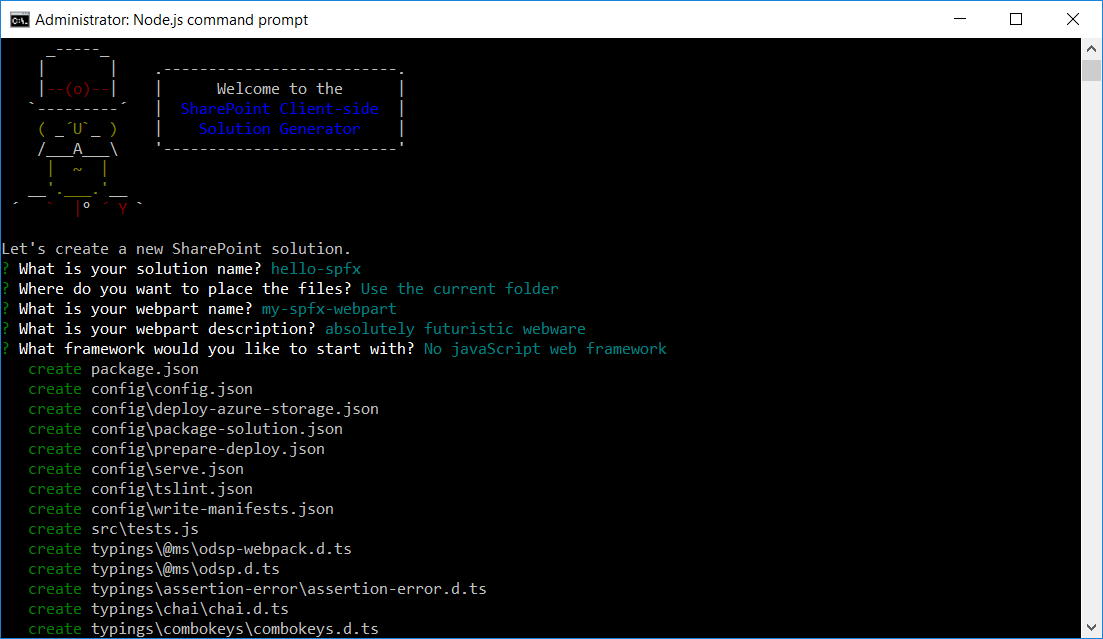 Administrator: Node.js command prompt
     _-----_
    |       |    .--------------------------.
    |--(o)--|    |      Welcome to the      |
   `---------´   |  SharePoint Client-side  |
    ( _´U`_ )    |    Solution Generator    |
    /___A___\    '--------------------------'
     |  ~  |
   __'.___.'__
 ´   `  |° ´ Y `
Let's create a new SharePoint solution.
? What is your solution name? hello-spfx
? Where do you want to place the files? Use the current folder
? What is your webpart name? my-spfx-webpart
? What is your webpart description? absolutely futuristic webware
? What framework would you like to start with? No javaScript web framework
   create package.json
   create config\config.json
   create config\deploy-azure-storage.json
   create config\package-solution.json
   create config\prepare-deploy.json
   create config\serve.json
   create config\tslint.json
   create config\write-manifests.json
   create src\tests.js
   create typings\@ms\odsp-webpack.d.ts
   create typings\@ms\odsp.d.ts
   create typings\assertion-error\assertion-error.d.ts
   create typings\chai\chai.d.ts
   create typings\combokeys\combokeys.d.ts